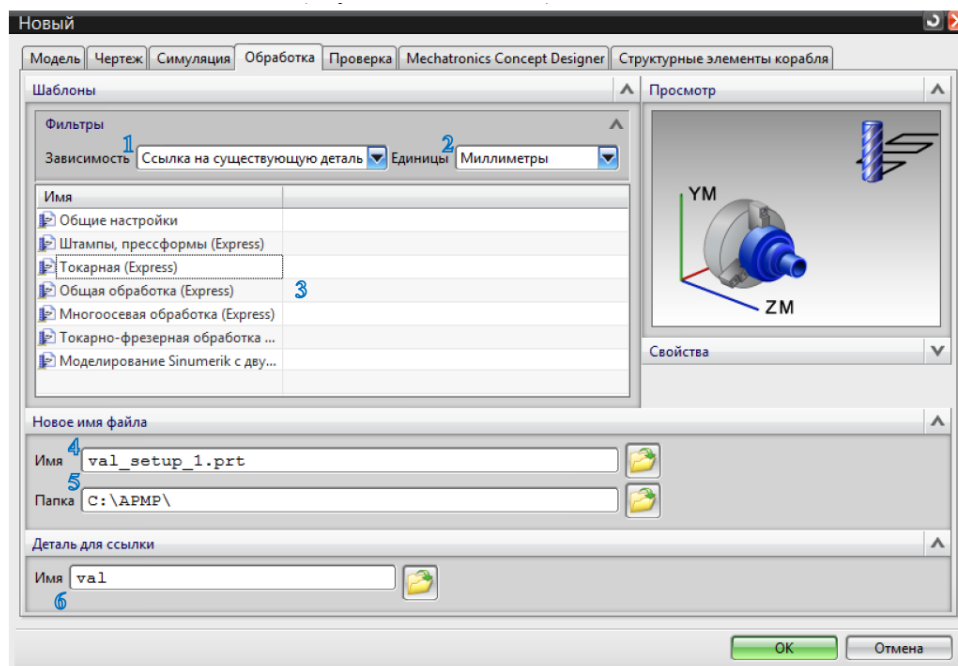 Новый
Модель Чертеж Симуляция Обработка Проверка Mechatronics Concept Designer Структурные элементы корабля
Шаблоны
Просмотр
Фильтры
1 2
Зависимость Ссылка на существующую деталь Единицы Миллиметры
Имя
Общие настройки
Штампы, прессформы (Express)
Токарная (Express)
Общая обработка (Express) 3
Многоосевая обработка (Express)
Токарно-фрезерная обработка ...
Моделирование Sinumerik с дву...
YM
ZM
Свойства
Новое имя файла
4
Имя val_setup_1.prt
5
Папка C:\APMP\
Деталь для ссылки
Имя val
6
OK Отмена